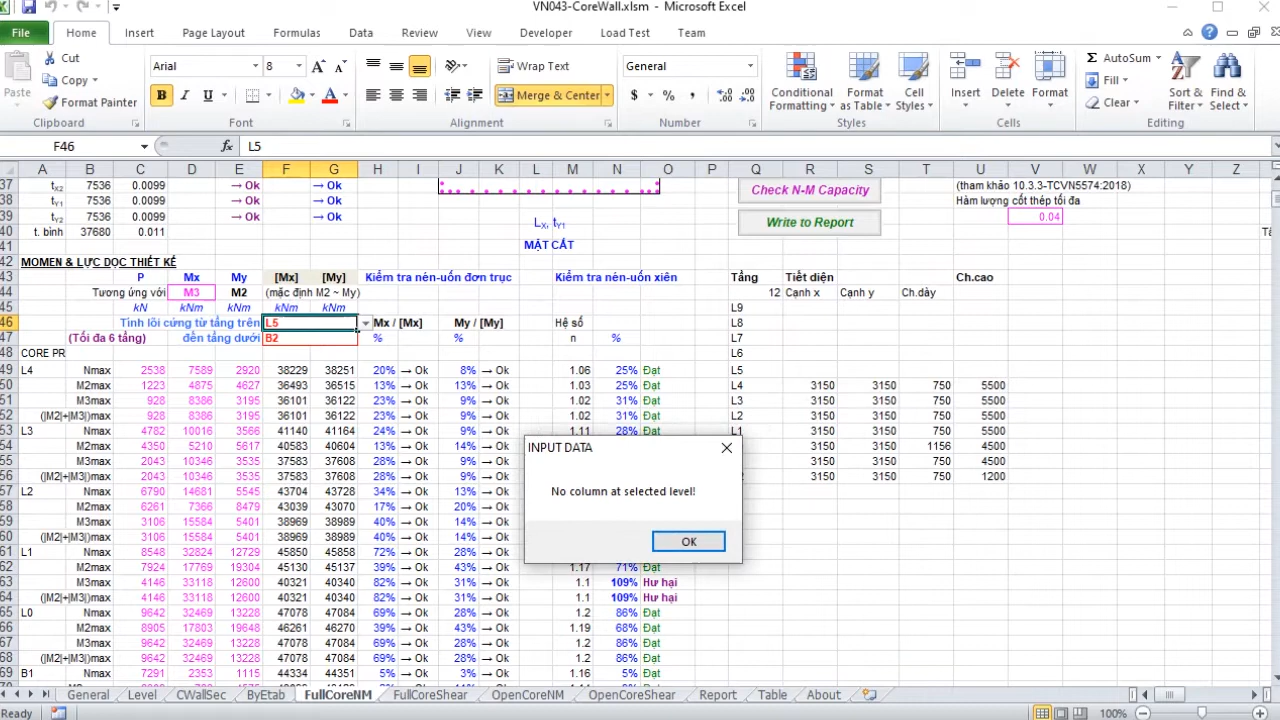 VN043-CoreWall.xlsm - Microsoft Excel
File Home Insert Page Layout Formulas Data Review View Developer Load Test Team
Cut Arial 8 Wrap Text General AutoSum
Paste Copy Fill
Format Painter B I U Merge & Center $ % , Conditional Formatting Format as Table Cell Styles Insert Delete Format Clear Sort & Filter Find & Select
Clipboard Font Alignment Number Styles Cells Editing
F46 fx L5
A B C D E F G H I J K L M N O P Q R S T U V W X Y Z
37 tX2 7536 0.0099 → Ok → Ok Check N-M Capacity (tham khảo 10.3.3-TCVN5574:2018)
38 tY1 7536 0.0099 → Ok → Ok Hàm lượng cốt thép tối đa
39 tY2 7536 0.0099 → Ok → Ok LX, tY1 Write to Report 0.04
40 t. bình 37680 0.011
41 MẶT CẮT
42 MOMEN & LỰC DỌC THIẾT KẾ
43 P Mx My [Mx] [My] Kiểm tra nén-uốn đơn trục Kiểm tra nén-uốn xiên Tầng Tiết diện Ch.cao
44 Tương ứng với M3 M2 (mặc định M2 ~ My) 12 Cạnh x Cạnh y Ch.dày
45 kN kNm kNm kNm kNm L9
46 Tính lõi cứng từ tầng trên L5 Mx / [Mx] My / [My] Hệ số L8
47 (Tối đa 6 tầng) đến tầng dưới B2 % % n % L7
48 CORE PR L6
49 L4 Nmax 2538 7589 2920 38229 38251 20% → Ok 8% → Ok 1.06 25% Đạt L5
50 M2max 1223 4875 4627 36493 36515 13% → Ok 13% → Ok 1.03 25% Đạt L4 3150 3150 750 5500
51 M3max 928 8386 3195 36101 36122 23% → Ok 9% → Ok 1.02 31% Đạt L3 3150 3150 750 5500
52 (|M2|+|M3|)max 928 8386 3195 36101 36122 23% → Ok 9% → Ok 1.02 31% Đạt L2 3150 3150 750 5500
53 L3 Nmax 4782 10016 3566 41140 41164 24% → Ok 9% → Ok 1.11 28% Đạt L1 3150 3150 750 5500
54 M2max 4350 5210 5617 40583 40604 13% → Ok 14% → Ok 3150 3150 1156 4500
55 M3max 2043 10346 3535 37583 37608 28% → Ok 9% → Ok 3150 3150 750 4500
56 (|M2|+|M3|)max 2043 10346 3535 37583 37608 28% → Ok 9% → Ok 3150 3150 750 1200
57 L2 Nmax 6790 14681 5545 43704 43728 34% → Ok 13% → Ok
58 M2max 6261 7366 8479 43039 43070 17% → Ok 20% → Ok
59 M3max 3106 15584 5401 38969 38989 40% → Ok 14% → Ok
60 (|M2|+|M3|)max 3106 15584 5401 38969 38989 40% → Ok 14% → Ok
61 L1 Nmax 8548 32824 12729 45850 45858 72% → Ok 28% → Ok
62 M2max 7924 17769 19304 45130 45137 39% → Ok 43% → Ok 1.17 71% Đạt
63 M3max 4146 33118 12600 40321 40340 82% → Ok 31% → Ok 1.1 109% Hư hại
64 (|M2|+|M3|)max 4146 33118 12600 40321 40340 82% → Ok 31% → Ok 1.1 109% Hư hại
65 L0 Nmax 9642 32469 13228 47078 47084 69% → Ok 28% → Ok 1.2 86% Đạt
66 M2max 8905 17803 19648 46261 46270 39% → Ok 43% → Ok 1.19 68% Đạt
67 M3max 9642 32469 13228 47078 47084 69% → Ok 28% → Ok 1.2 86% Đạt
68 (|M2|+|M3|)max 9642 32469 13228 47078 47084 69% → Ok 28% → Ok 1.2 86% Đạt
69 B1 Nmax 7291 2353 1115 44334 44351 5% → Ok 3% → Ok 1.16 5% Đạt
INPUT DATA
No column at selected level!
OK
General Level CWallSec ByEtab FullCoreNM FullCoreShear OpenCoreNM OpenCoreShear Report Table About
Ready 100%